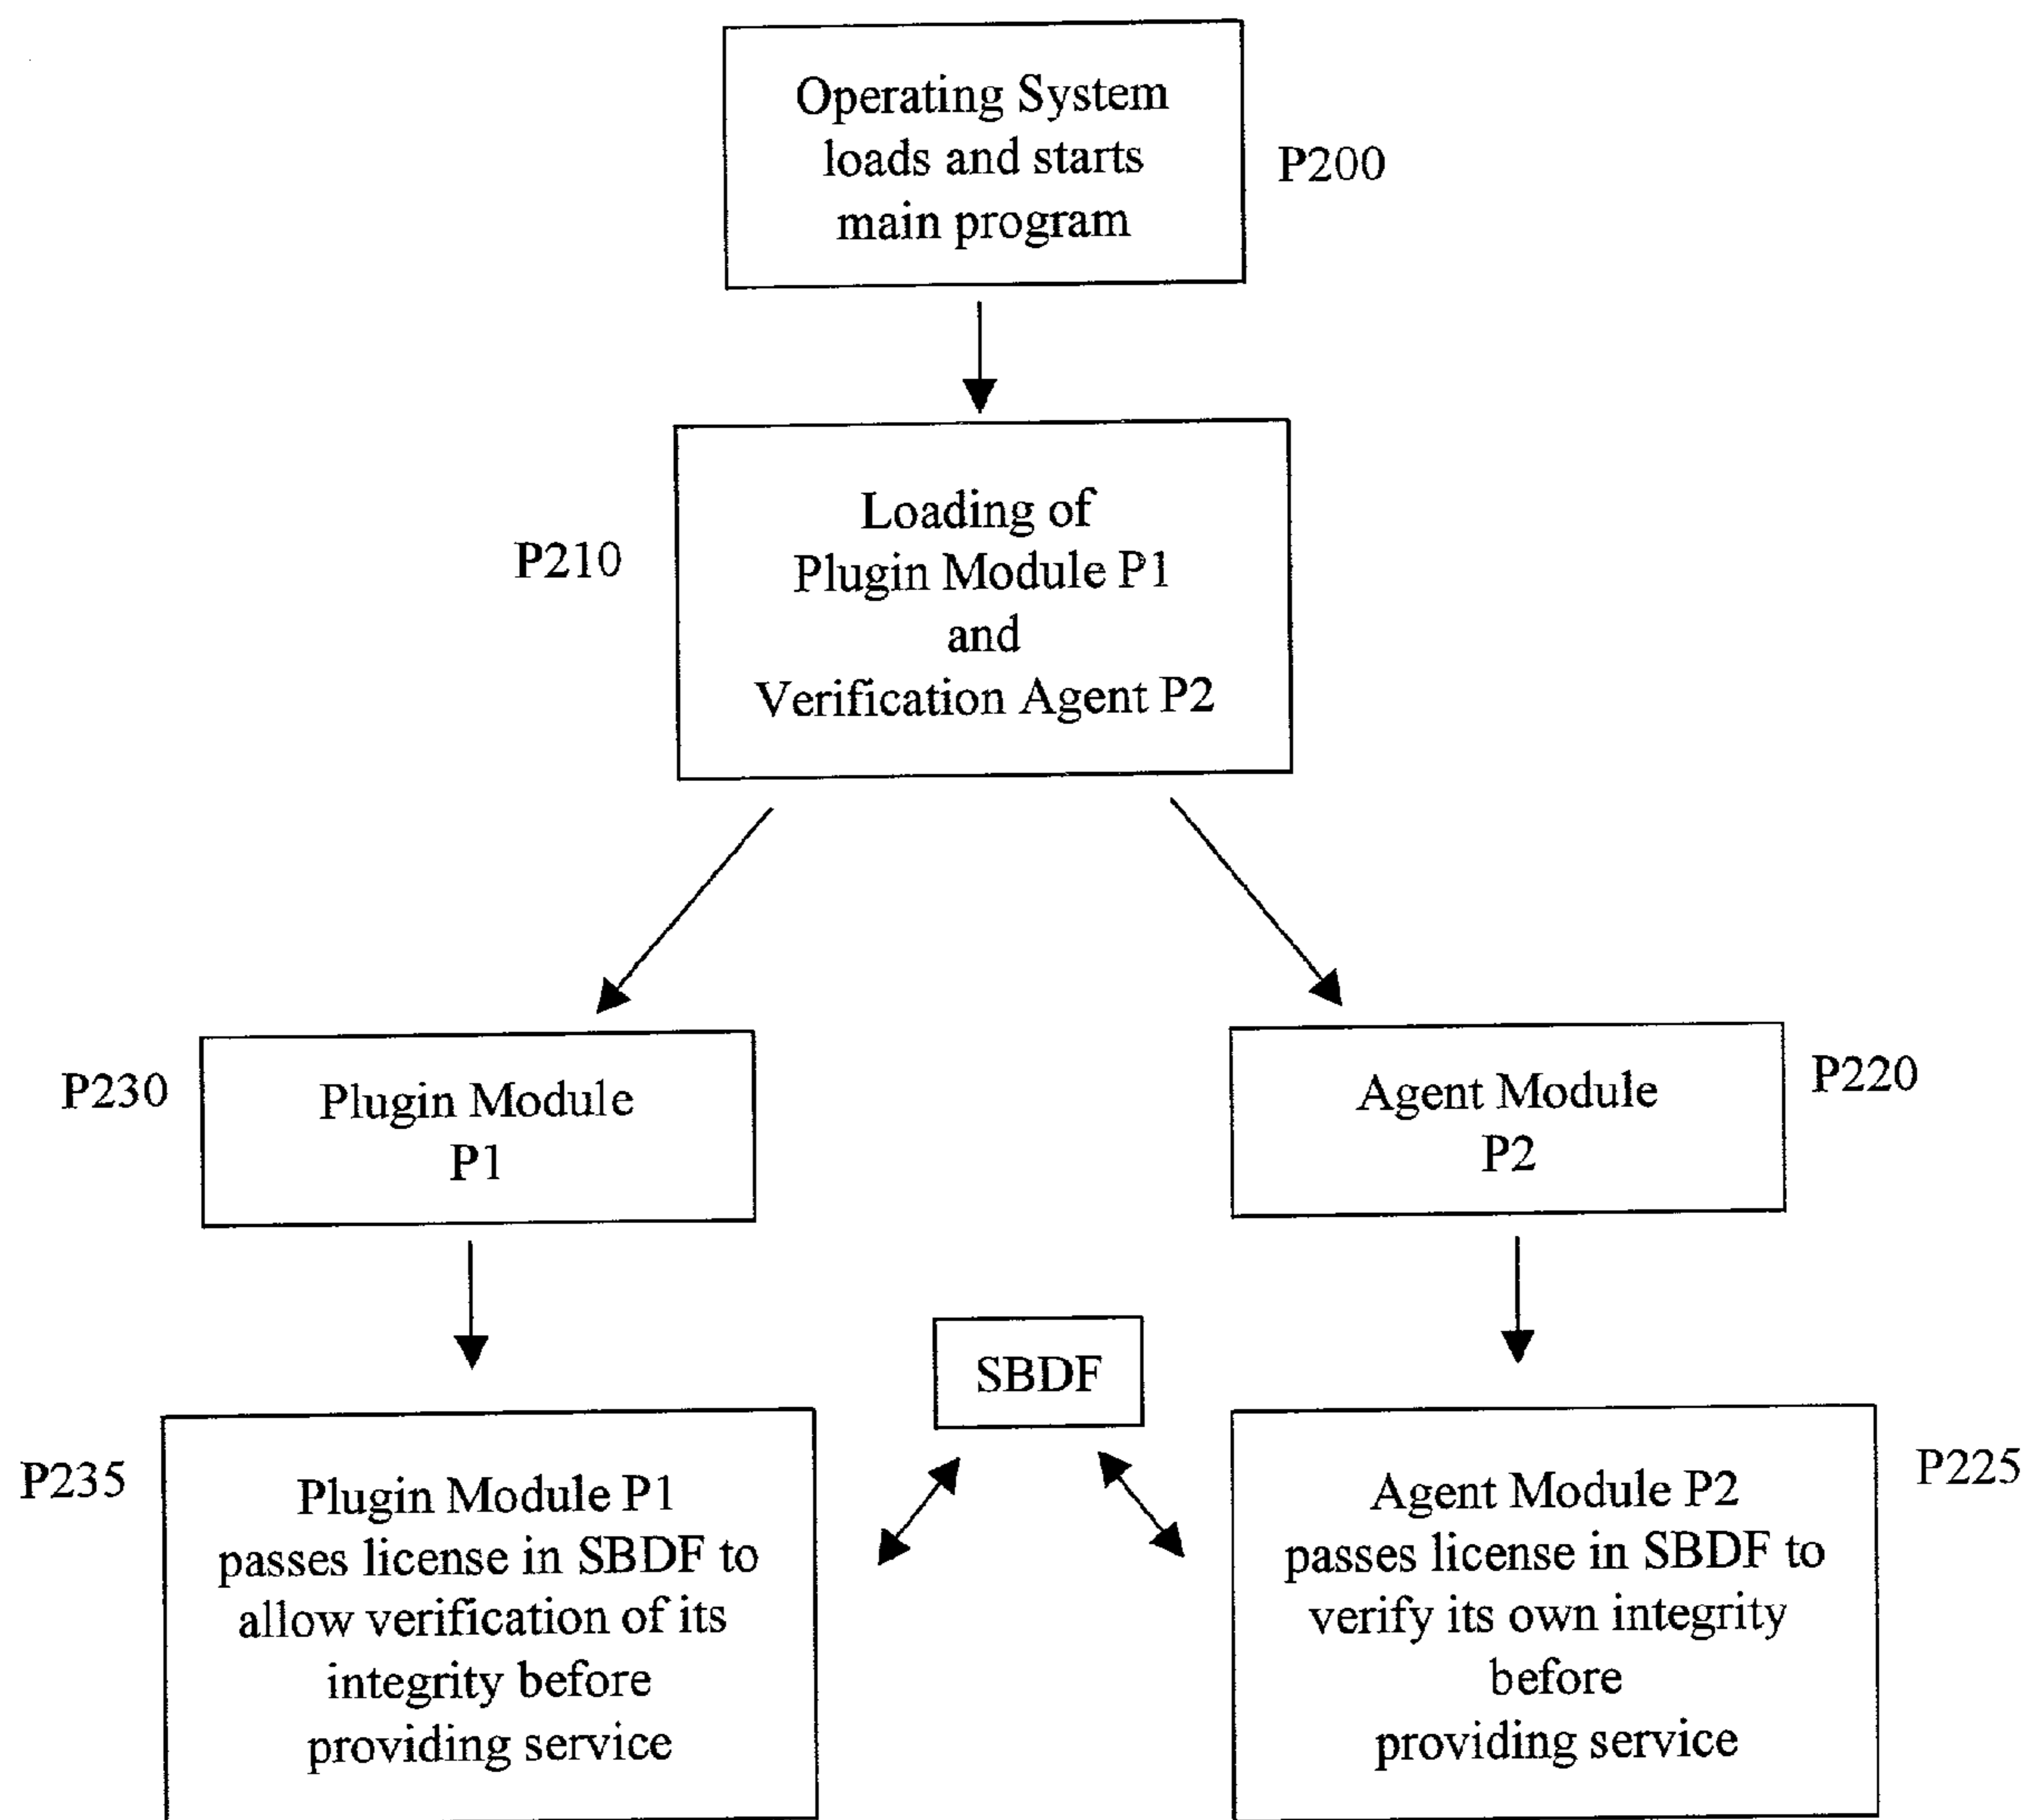 Operating System
loads and starts
main program
P200
P210
Loading of
Plugin Module P1
and
Verification Agent P2
P230
Plugin Module
P1
Agent Module
P2
P220
SBDF
P235
Plugin Module P1
passes license in SBDF to
allow verification of its
integrity before
providing service
Agent Module P2
passes license in SBDF to
verify its own integrity
before
providing service
P225